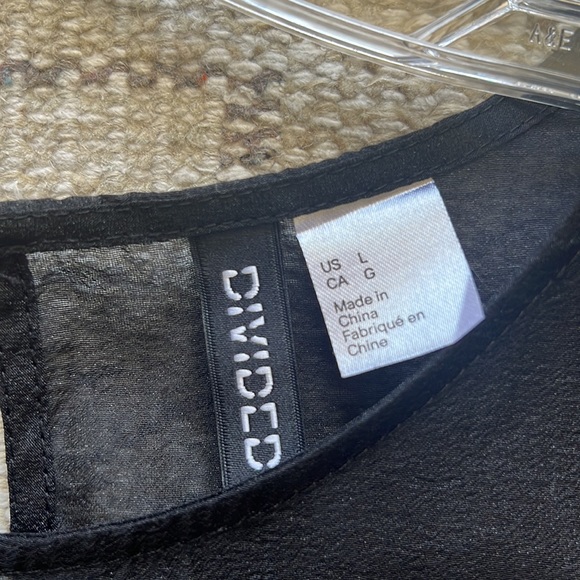 A&E
DIVIDED
US L
CA G
Made in
China
Fabriqué en
Chine